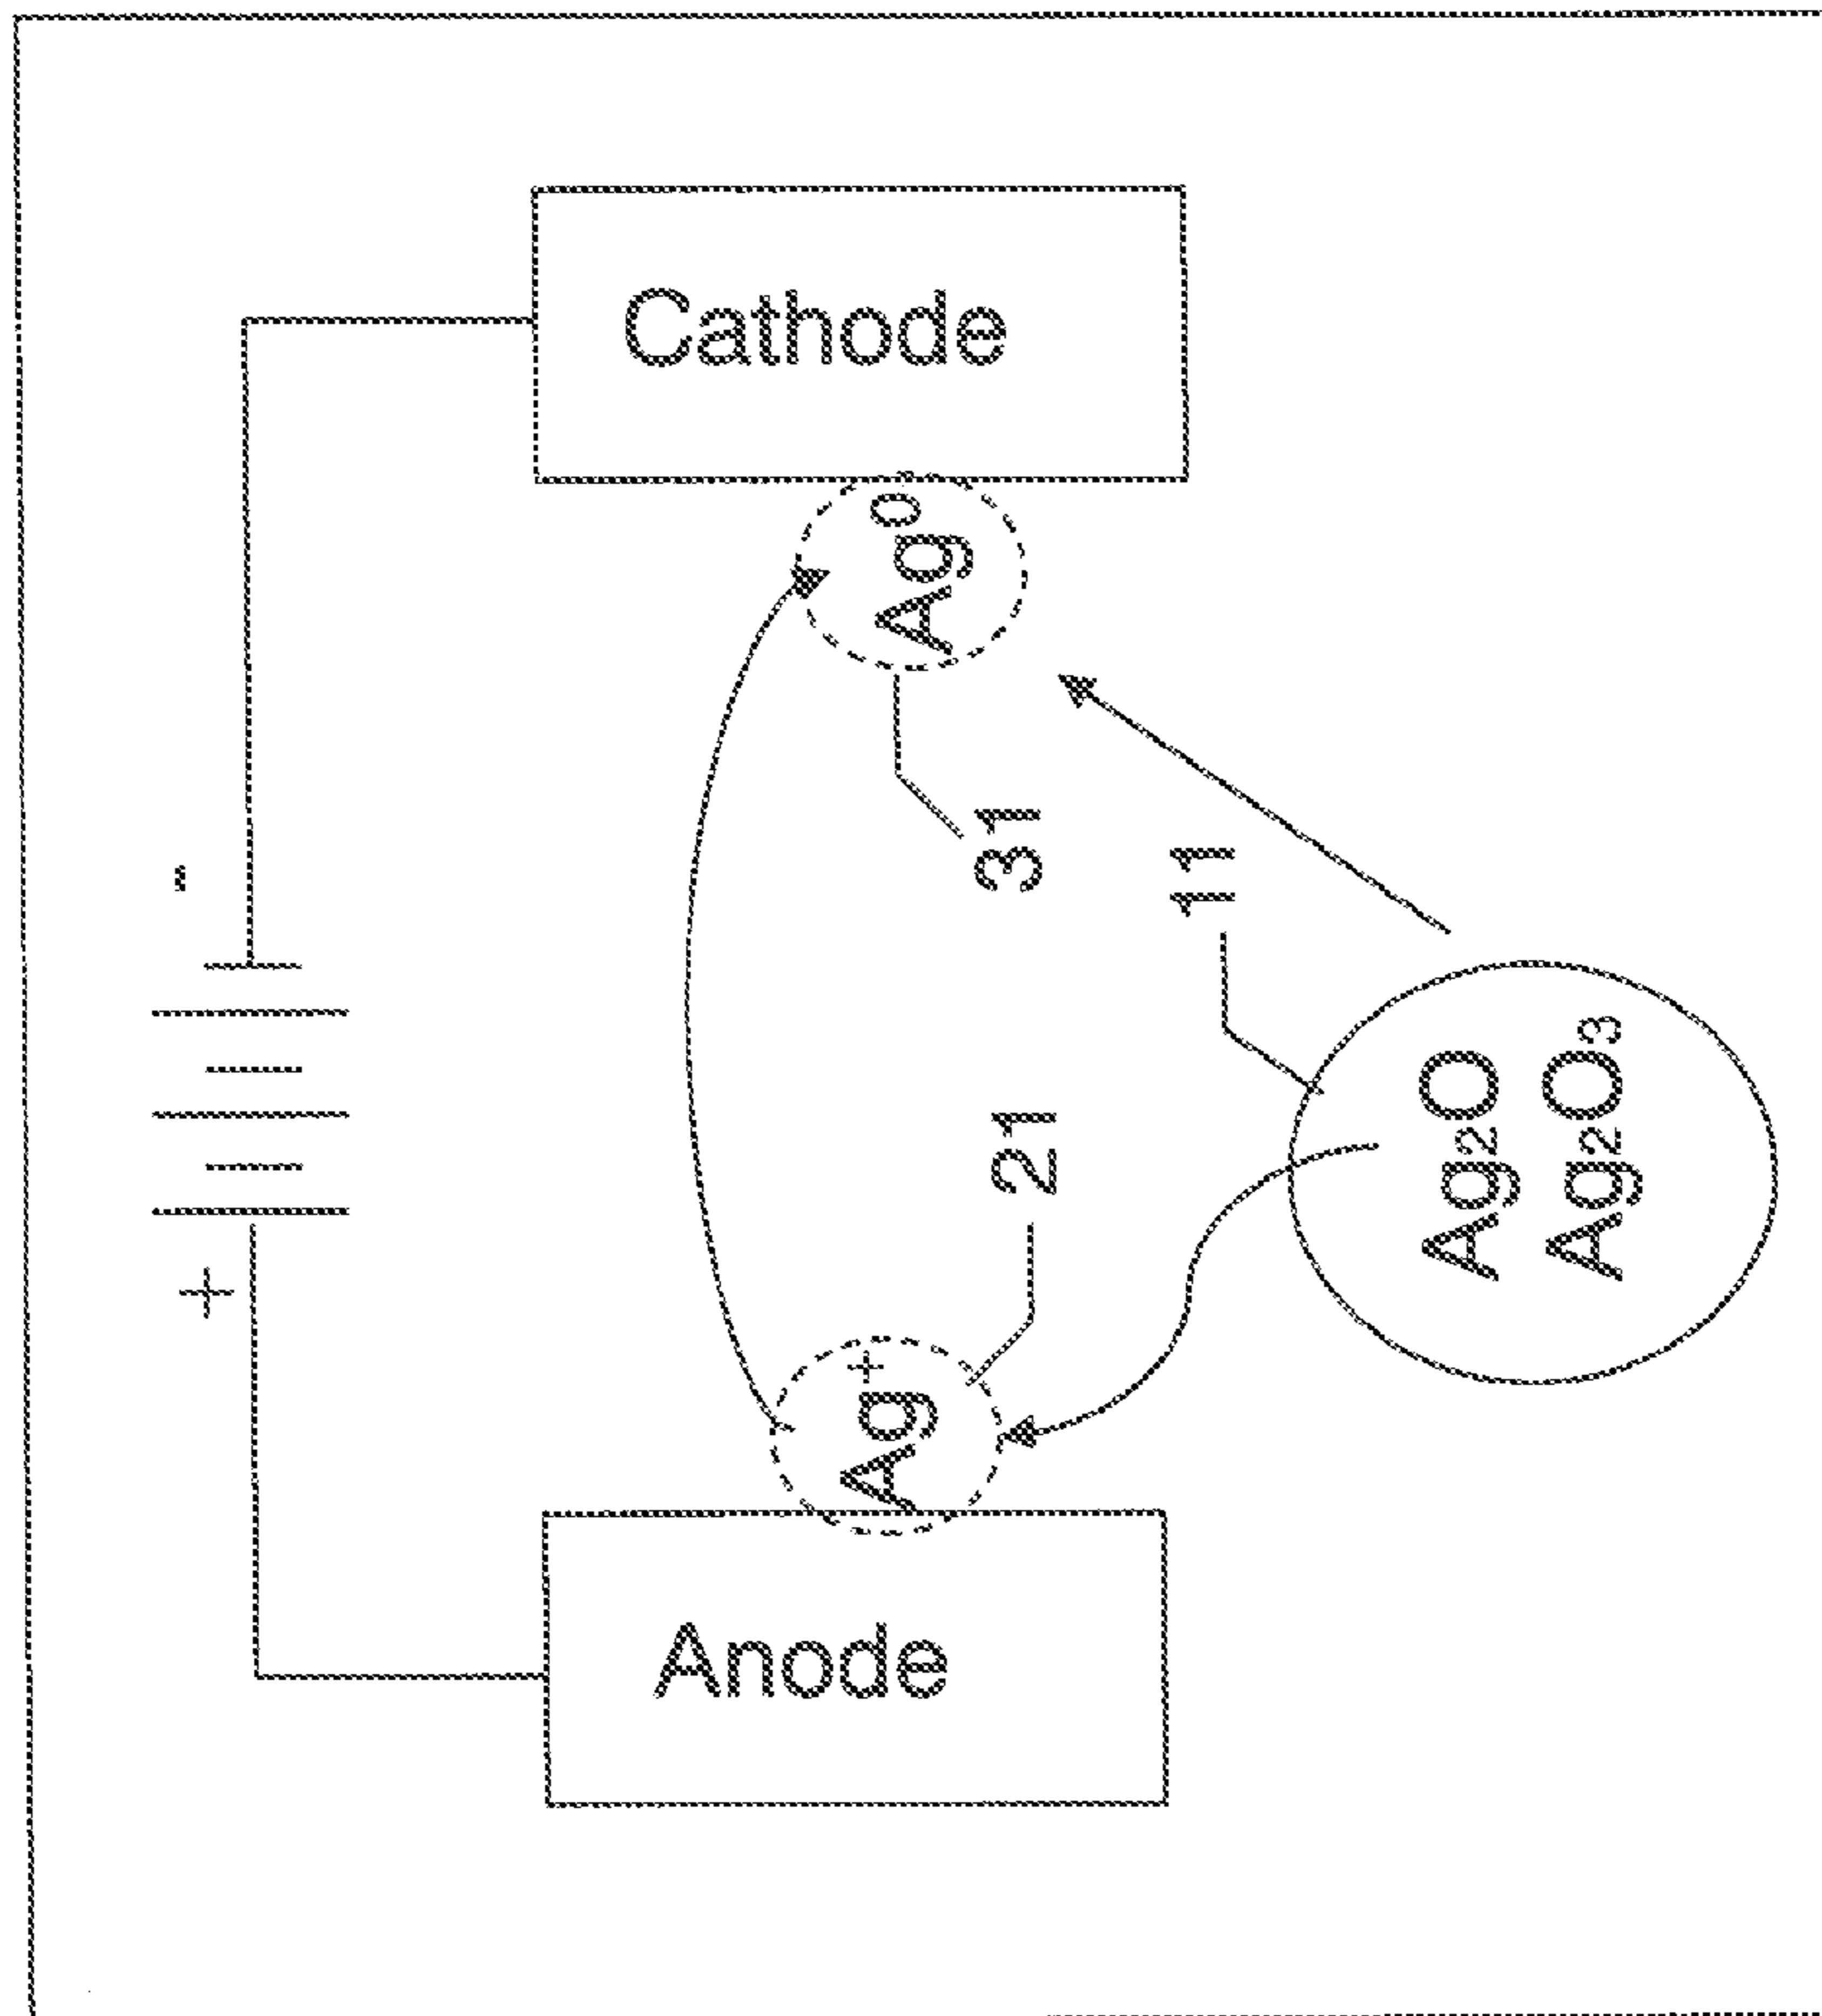 Cathode
-
+
Ag⁰
31
11
21
Ag⁺
Ag₂O
Ag₂O₃
Anode